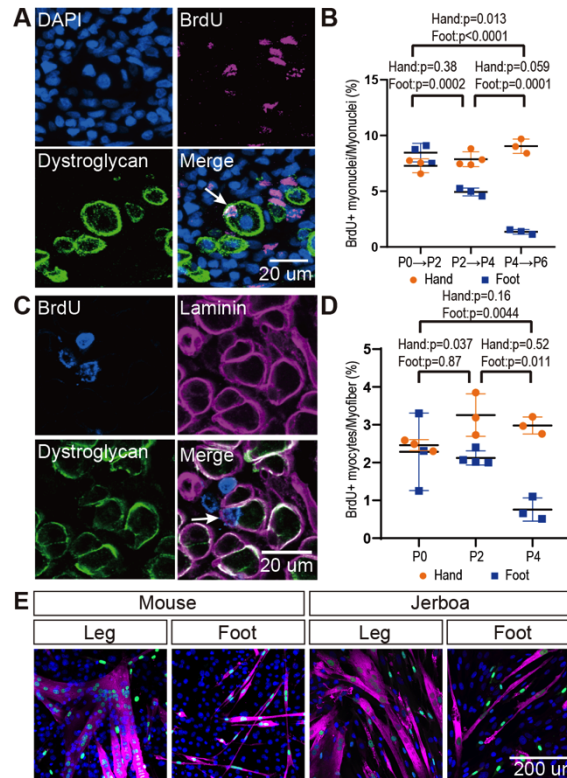 A
DAPI
BrdU
Dystroglycan
Merge
20 um
B
Hand:p=0.013
Foot:p<0.0001
Hand:p=0.38
Foot:p=0.0002
Hand:p=0.059
Foot:p=0.0001
BrdU+ myonuclei/Myonuclei (%)
15
10
5
0
P0→P2
P2→P4
P4→P6
Hand
Foot
C
BrdU
Laminin
Dystroglycan
Merge
20 um
D
Hand:p=0.16
Foot:p=0.0044
Hand:p=0.037
Foot:p=0.87
Hand:p=0.52
Foot:p=0.011
BrdU+ myocytes/Myofiber (%)
5
4
3
2
1
0
P0
P2
P4
Hand
Foot
E
Mouse
Jerboa
Leg
Foot
Leg
Foot
200 um